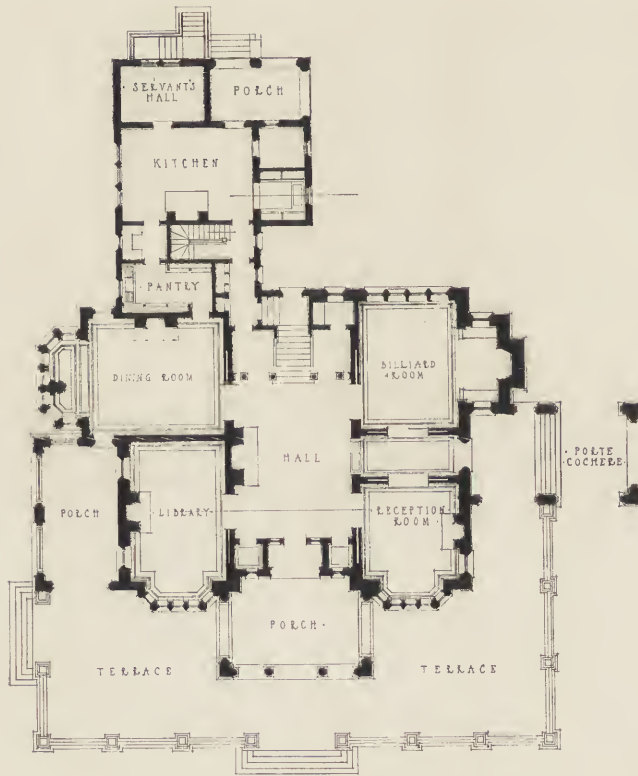 · SERVANT'S
HALL
PORCH
KITCHEN
· PANTRY
DINING ROOM
BILLIARD
· ROOM
HALL
· PORTE
COCHERE ·
PORCH
· LIBRARY ·
· RECEPTION
ROOM ·
PORCH ·
TERRACE
TERRACE